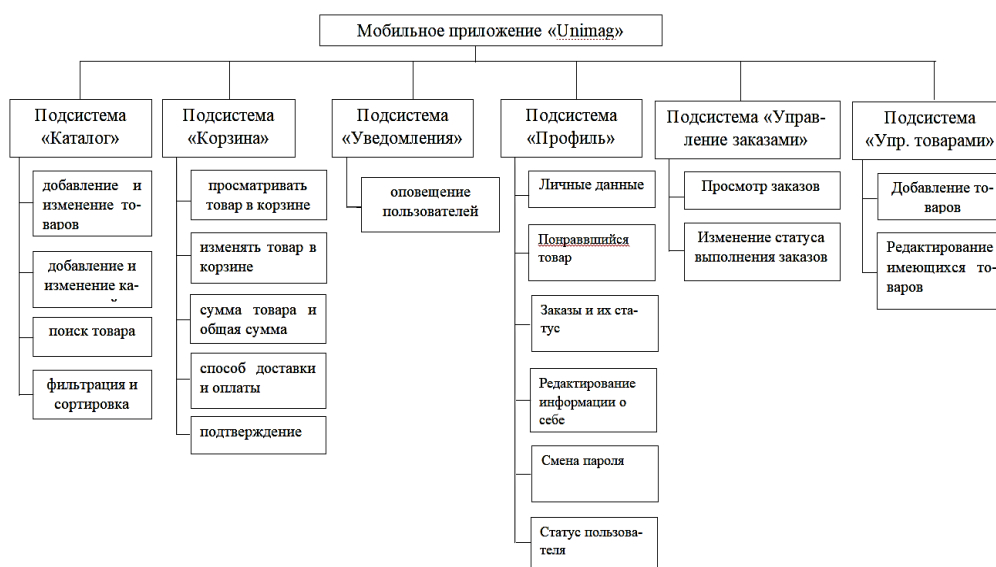 Мобильное приложение «Unimag»
Подсистема
«Каталог»
добавление и
изменение то-
варов
добавление и
изменение ка-
поиск товара
фильтрация и
сортировка
Подсистема
«Корзина»
просматривать
товар в корзине
изменять товар в
корзине
сумма товара и
общая сумма
способ доставки
и оплаты
подтверждение
Подсистема
«Уведомления»
оповещение
пользователей
Подсистема
«Профиль»
Личные данные
Понраввшийся
товар
Заказы и их ста-
тус
Редактирование
информации о
себе
Смена пароля
Статус пользова-
теля
Подсистема «Управ-
ление заказами»
Просмотр заказов
Изменение статуса
выполнения заказов
Подсистема
«Упр. товарами»
Добавление то-
варов
Редактирование
имеющихся то-
варов